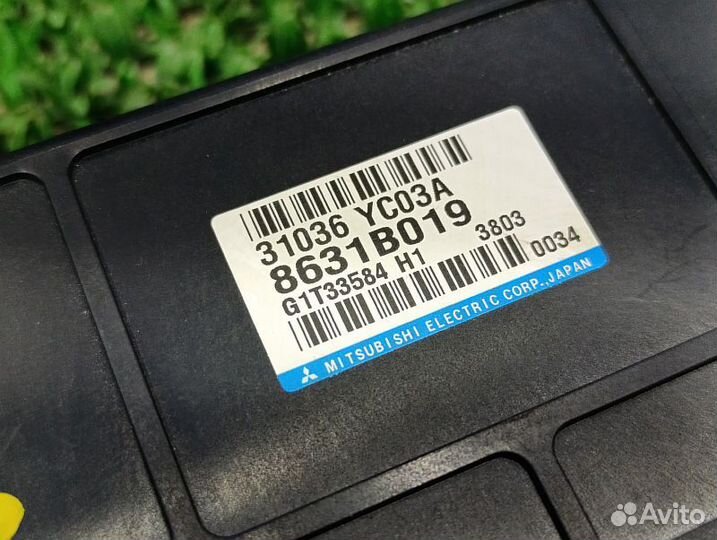 31036 YC03A
8631B019
G1T33584 H1 3803
0034
MITSUBISHI ELECTRIC CORP.,JAPAN
Avito